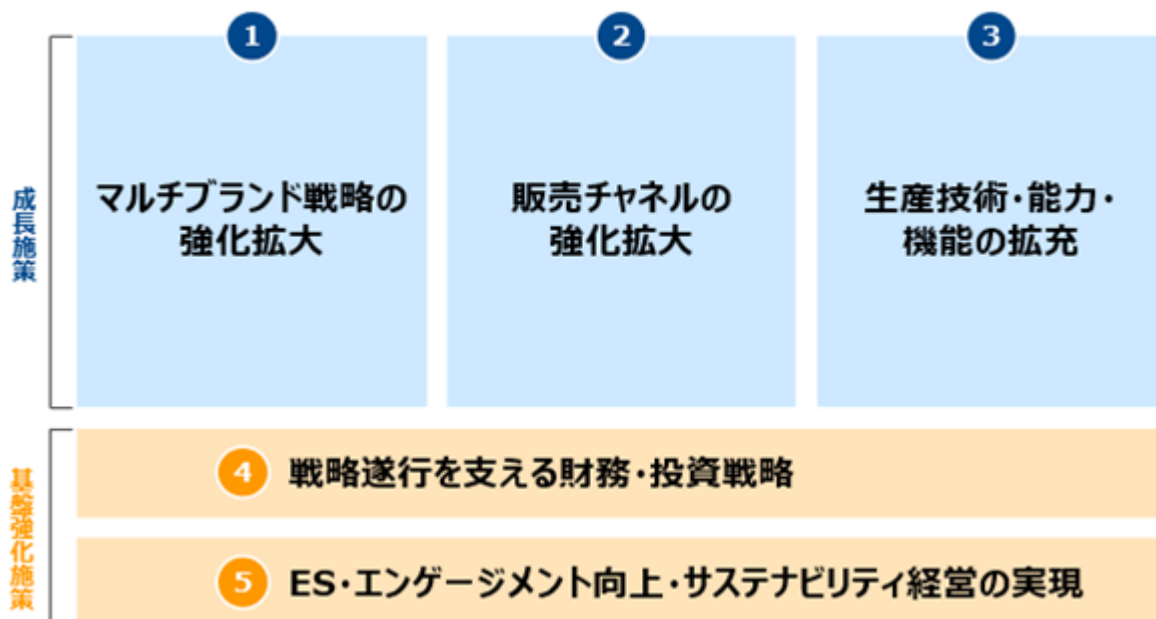 成長施策
1
マルチブランド戦略の
強化拡大
2
販売チャネルの
強化拡大
3
生産技術・能力・
機能の拡充
基盤強化施策
4 戦略遂行を支える財務・投資戦略
5 ES・エンゲージメント向上・サステナビリティ経営の実現